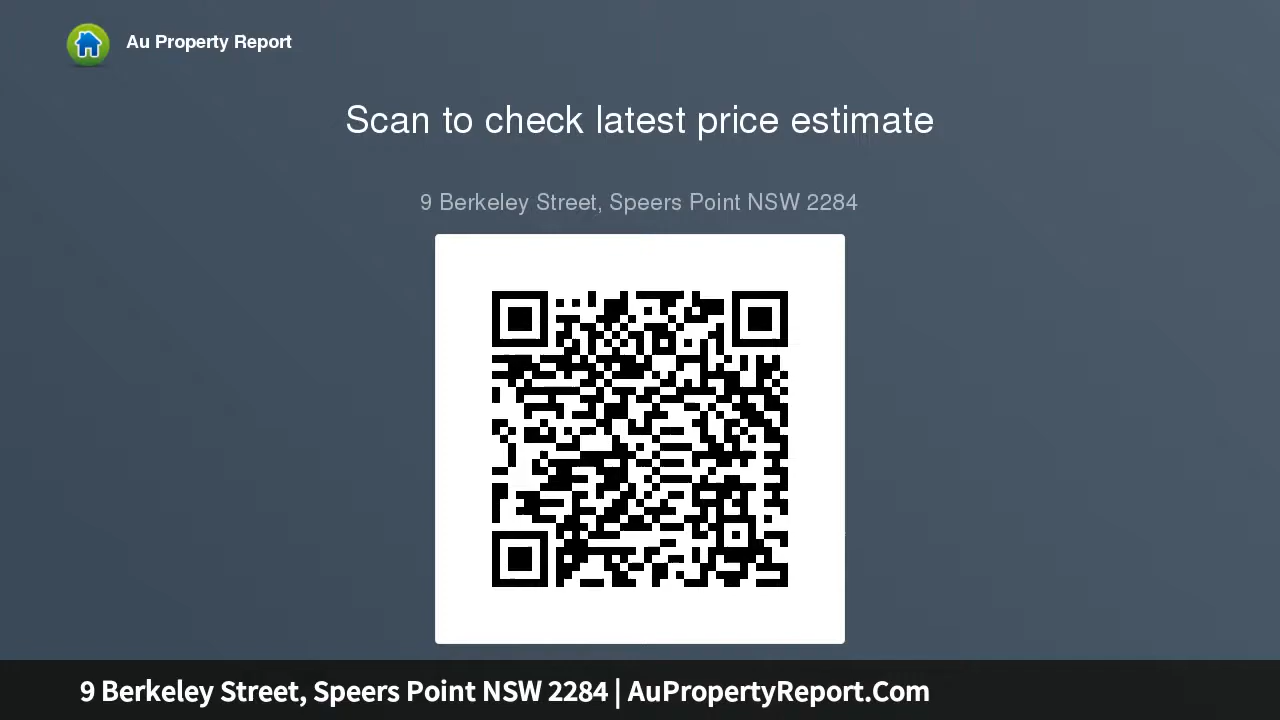 Au Property Report
Scan to check latest price estimate
9 Berkeley Street, Speers Point NSW 2284
9 Berkeley Street, Speers Point NSW 2284 | AuPropertyReport.Com